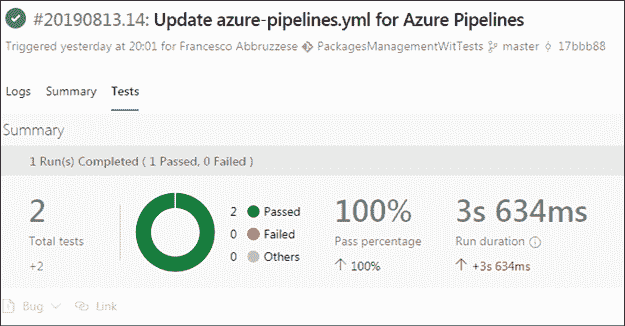 #20190813.14: Update azure-pipelines.yml for Azure Pipelines
Triggered yesterday at 20:01 for Francesco Abbruzzese PackagesManagementWitTests master 17bbb88
Logs Summary Tests
Summary
1 Run(s) Completed ( 1 Passed, 0 Failed )
2
Total tests
+2
2 Passed
0 Failed
0 Others
100%
Pass percentage
100%
3s 634ms
Run duration
+3s 634ms
Bug Link